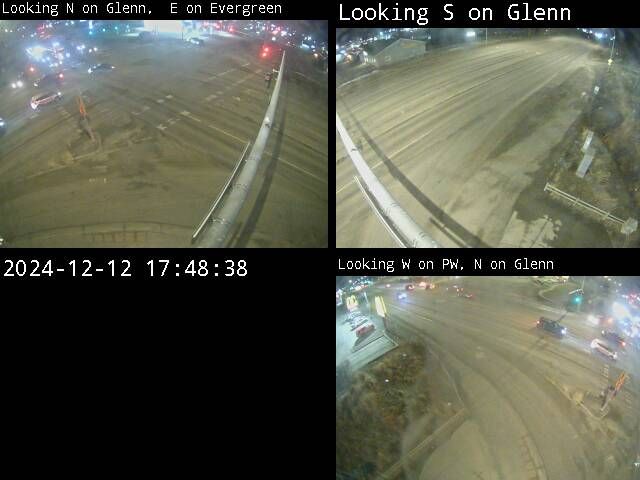 Looking N on Glenn,  E on Evergreen
Looking S on Glenn
2024-12-12 17:48:38
Looking W on PW, N on Glenn